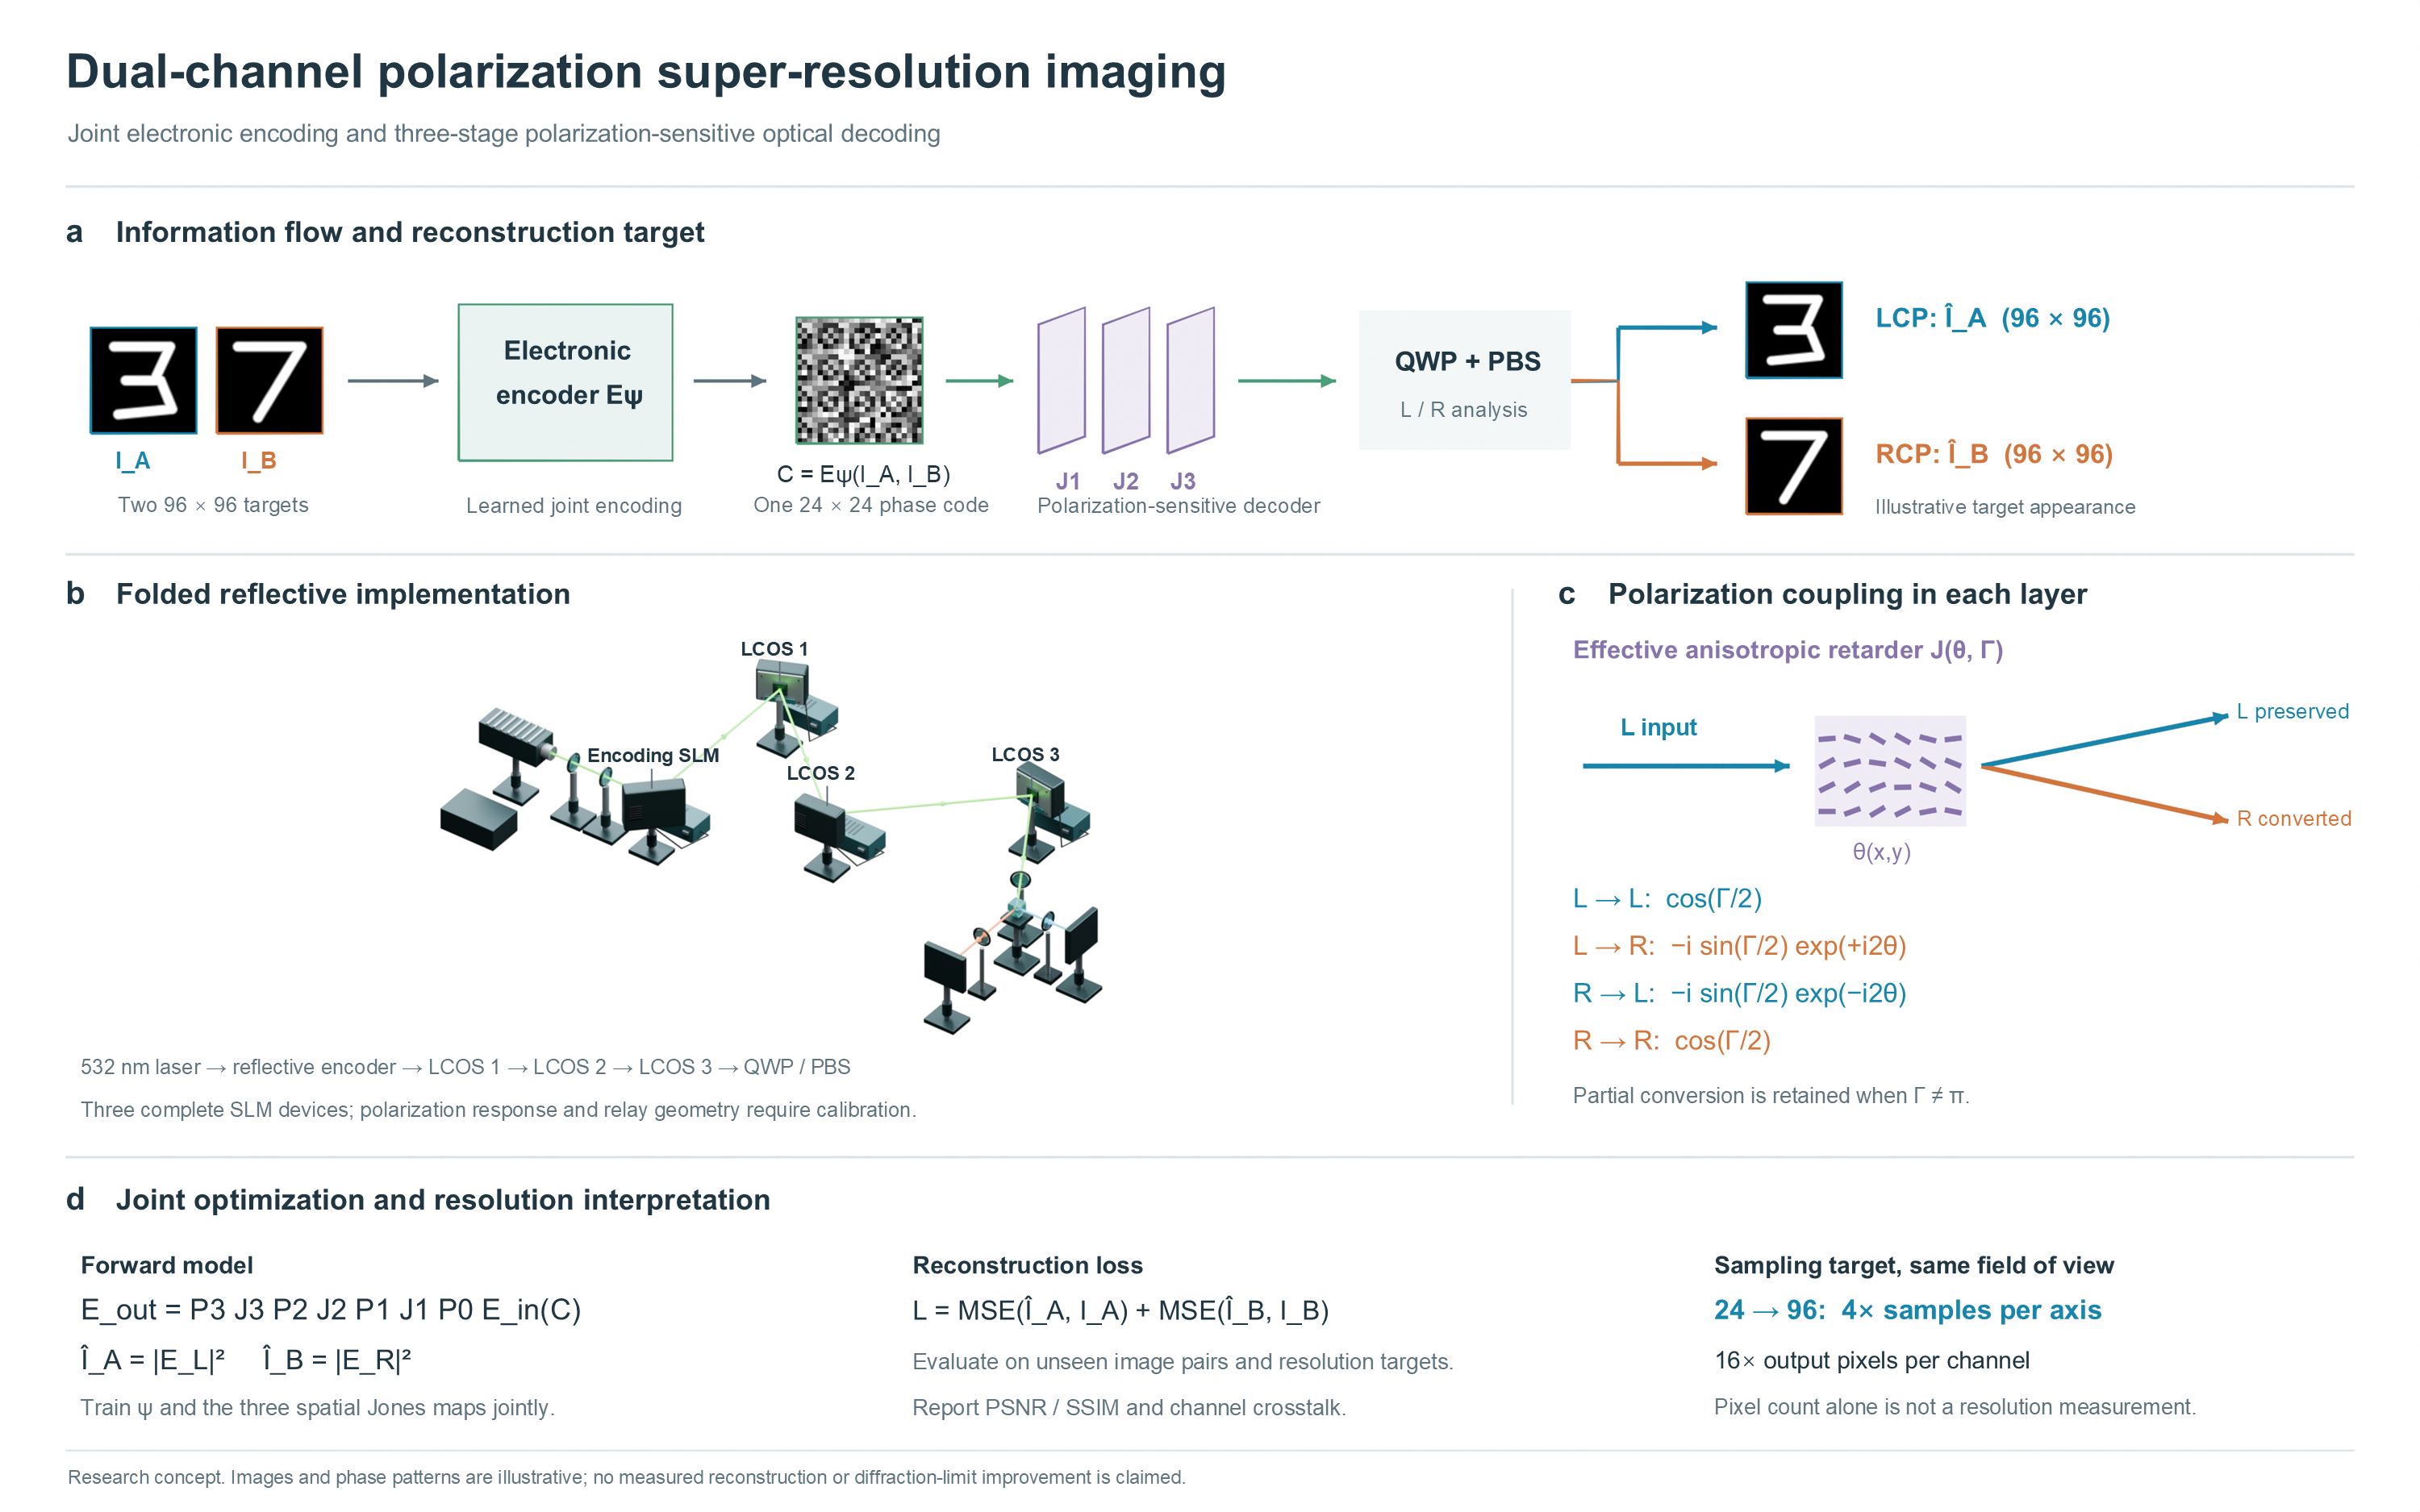 Dual-channel polarization super-resolution imaging
Joint electronic encoding and three-stage polarization-sensitive optical decoding
a Information flow and reconstruction target
I_A
I_B
Two 96 × 96 targets
Electronic
encoder Eψ
Learned joint encoding
C = Eψ(I_A, I_B)
One 24 × 24 phase code
J1 J2 J3
Polarization-sensitive decoder
QWP + PBS
L / R analysis
LCP: Î_A (96 × 96)
RCP: Î_B (96 × 96)
Illustrative target appearance
b Folded reflective implementation
LCOS 1
Encoding SLM
LCOS 2
LCOS 3
532 nm laser → reflective encoder → LCOS 1 → LCOS 2 → LCOS 3 → QWP / PBS
Three complete SLM devices; polarization response and relay geometry require calibration.
c Polarization coupling in each layer
Effective anisotropic retarder J(θ, Γ)
L input
L preserved
R converted
θ(x,y)
L → L: cos(Γ/2)
L → R: −i sin(Γ/2) exp(+i2θ)
R → L: −i sin(Γ/2) exp(−i2θ)
R → R: cos(Γ/2)
Partial conversion is retained when Γ ≠ π.
d Joint optimization and resolution interpretation
Forward model
E_out = P3 J3 P2 J2 P1 J1 P0 E_in(C)
Î_A = |E_L|² Î_B = |E_R|²
Train ψ and the three spatial Jones maps jointly.
Reconstruction loss
L = MSE(Î_A, I_A) + MSE(Î_B, I_B)
Evaluate on unseen image pairs and resolution targets.
Report PSNR / SSIM and channel crosstalk.
Sampling target, same field of view
24 → 96: 4× samples per axis
16× output pixels per channel
Pixel count alone is not a resolution measurement.
Research concept. Images and phase patterns are illustrative; no measured reconstruction or diffraction-limit improvement is claimed.